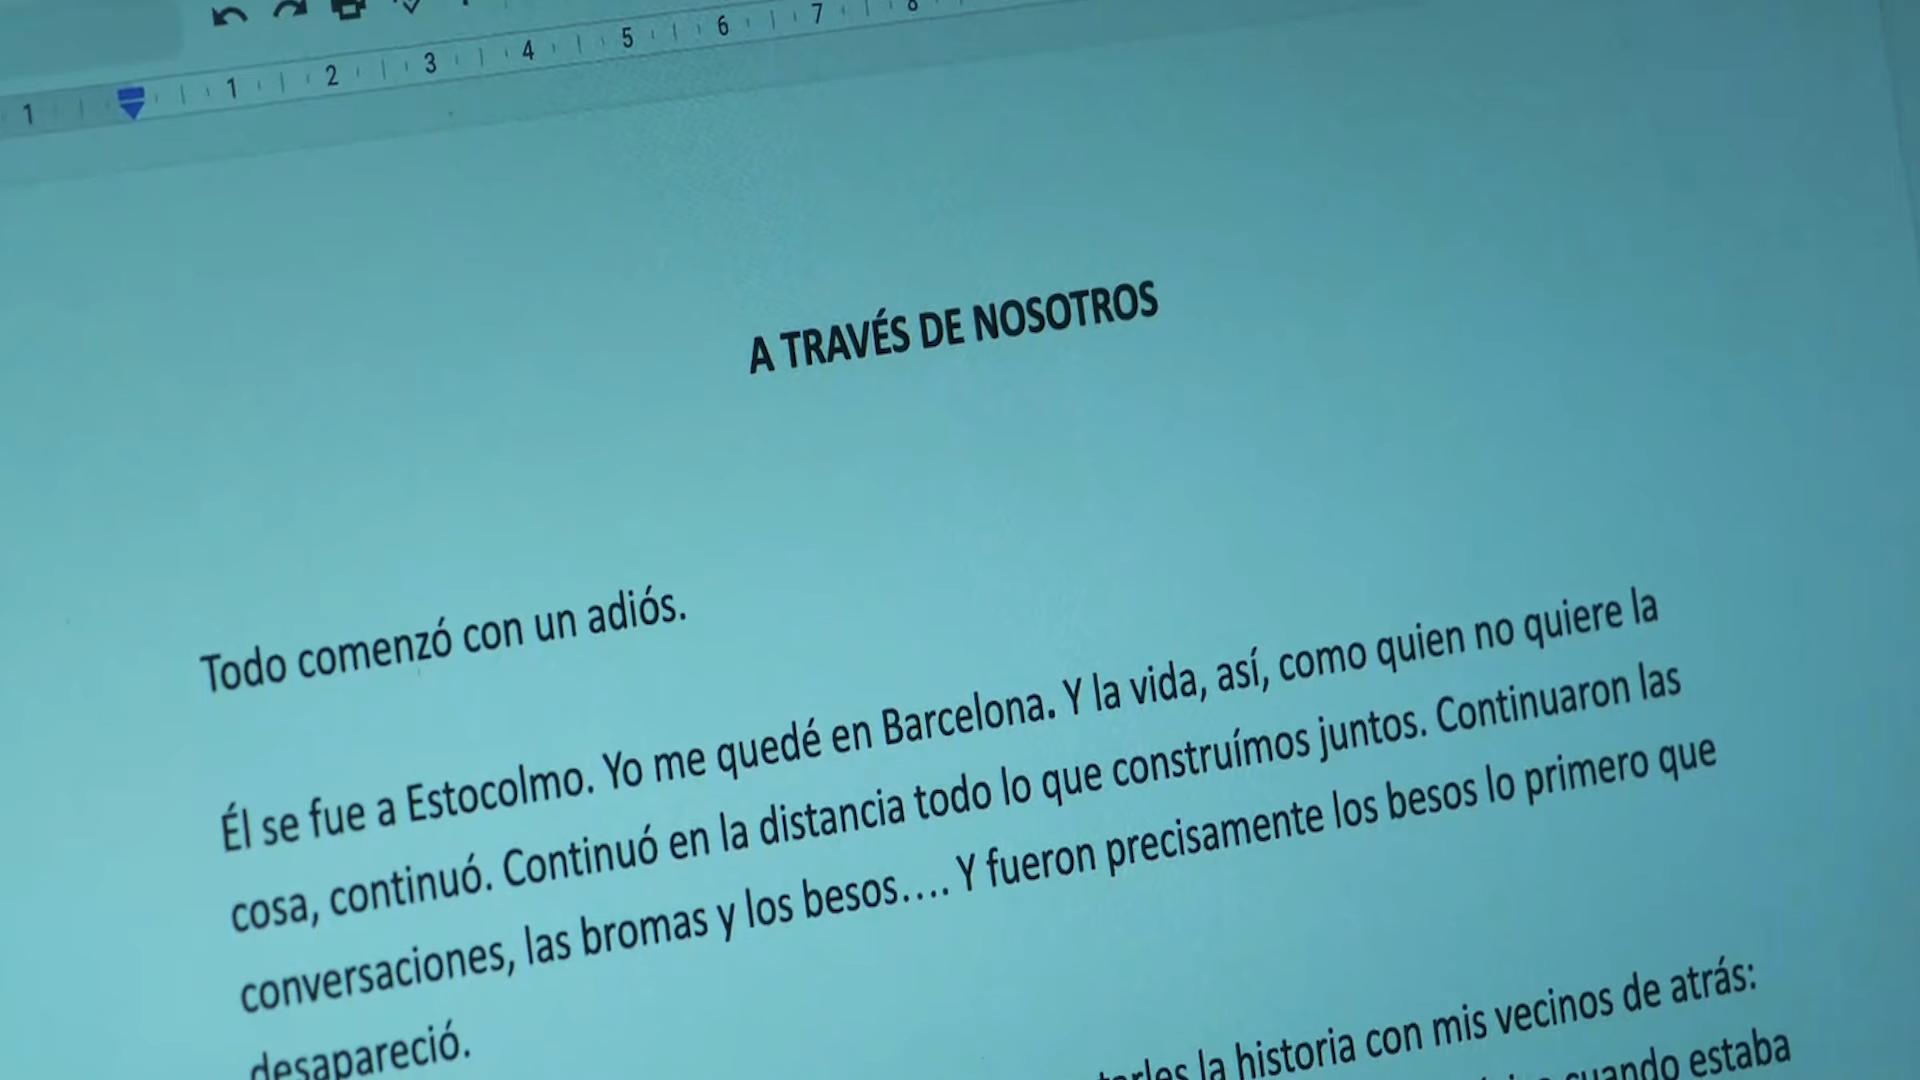 1 1 2 3 4 5 6 7 8
A TRAVÉS DE NOSOTROS
Todo comenzó con un adiós.
Él se fue a Estocolmo. Yo me quedé en Barcelona. Y la vida, así, como quien no quiere la
cosa, continuó. Continuó en la distancia todo lo que construímos juntos. Continuaron las
conversaciones, las bromas y los besos.... Y fueron precisamente los besos lo primero que
desapareció.
la historia con mis vecinos de atrás:
cuando estaba